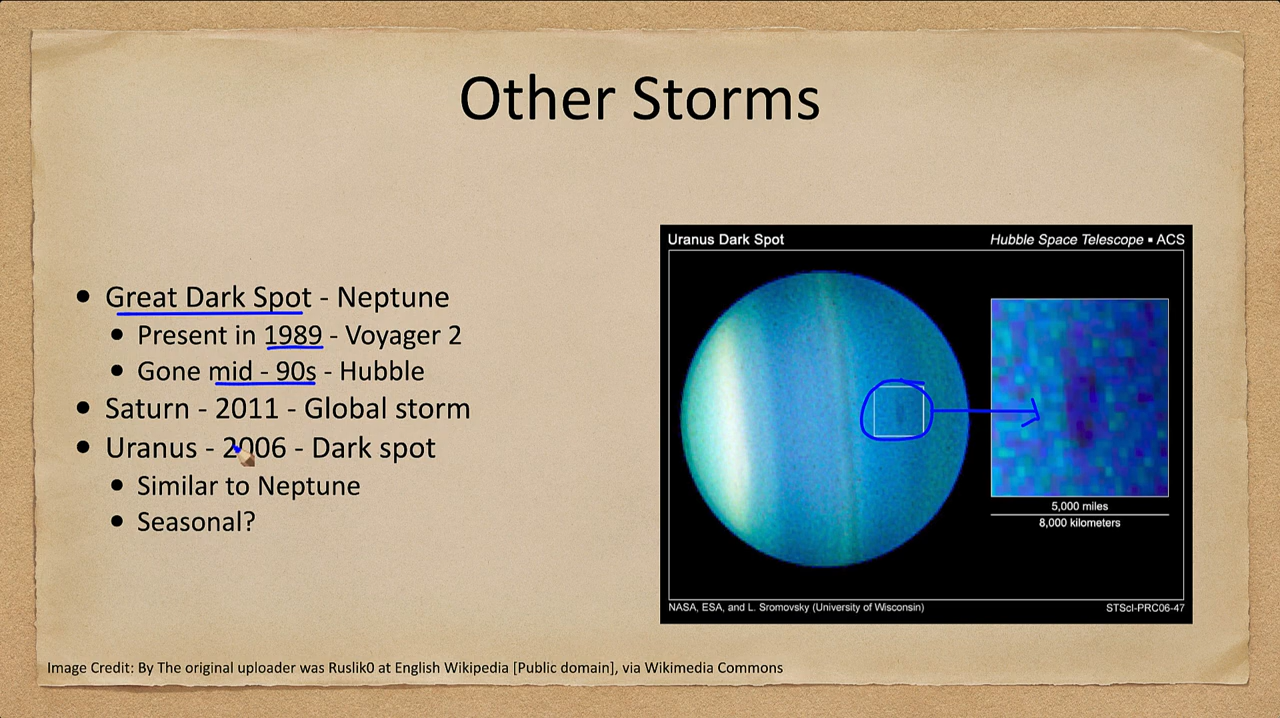 Other Storms
• Great Dark Spot - Neptune
• Present in 1989 - Voyager 2
• Gone mid - 90s - Hubble
• Saturn - 2011 - Global storm
• Uranus - 2006 - Dark spot
• Similar to Neptune
• Seasonal?
Uranus Dark Spot
Hubble Space Telescope ▪ ACS
5,000 miles
8,000 kilometers
NASA, ESA, and L. Sromovsky (University of Wisconsin)
STScI-PRC06-47
Image Credit: By The original uploader was Ruslik0 at English Wikipedia [Public domain], via Wikimedia Commons